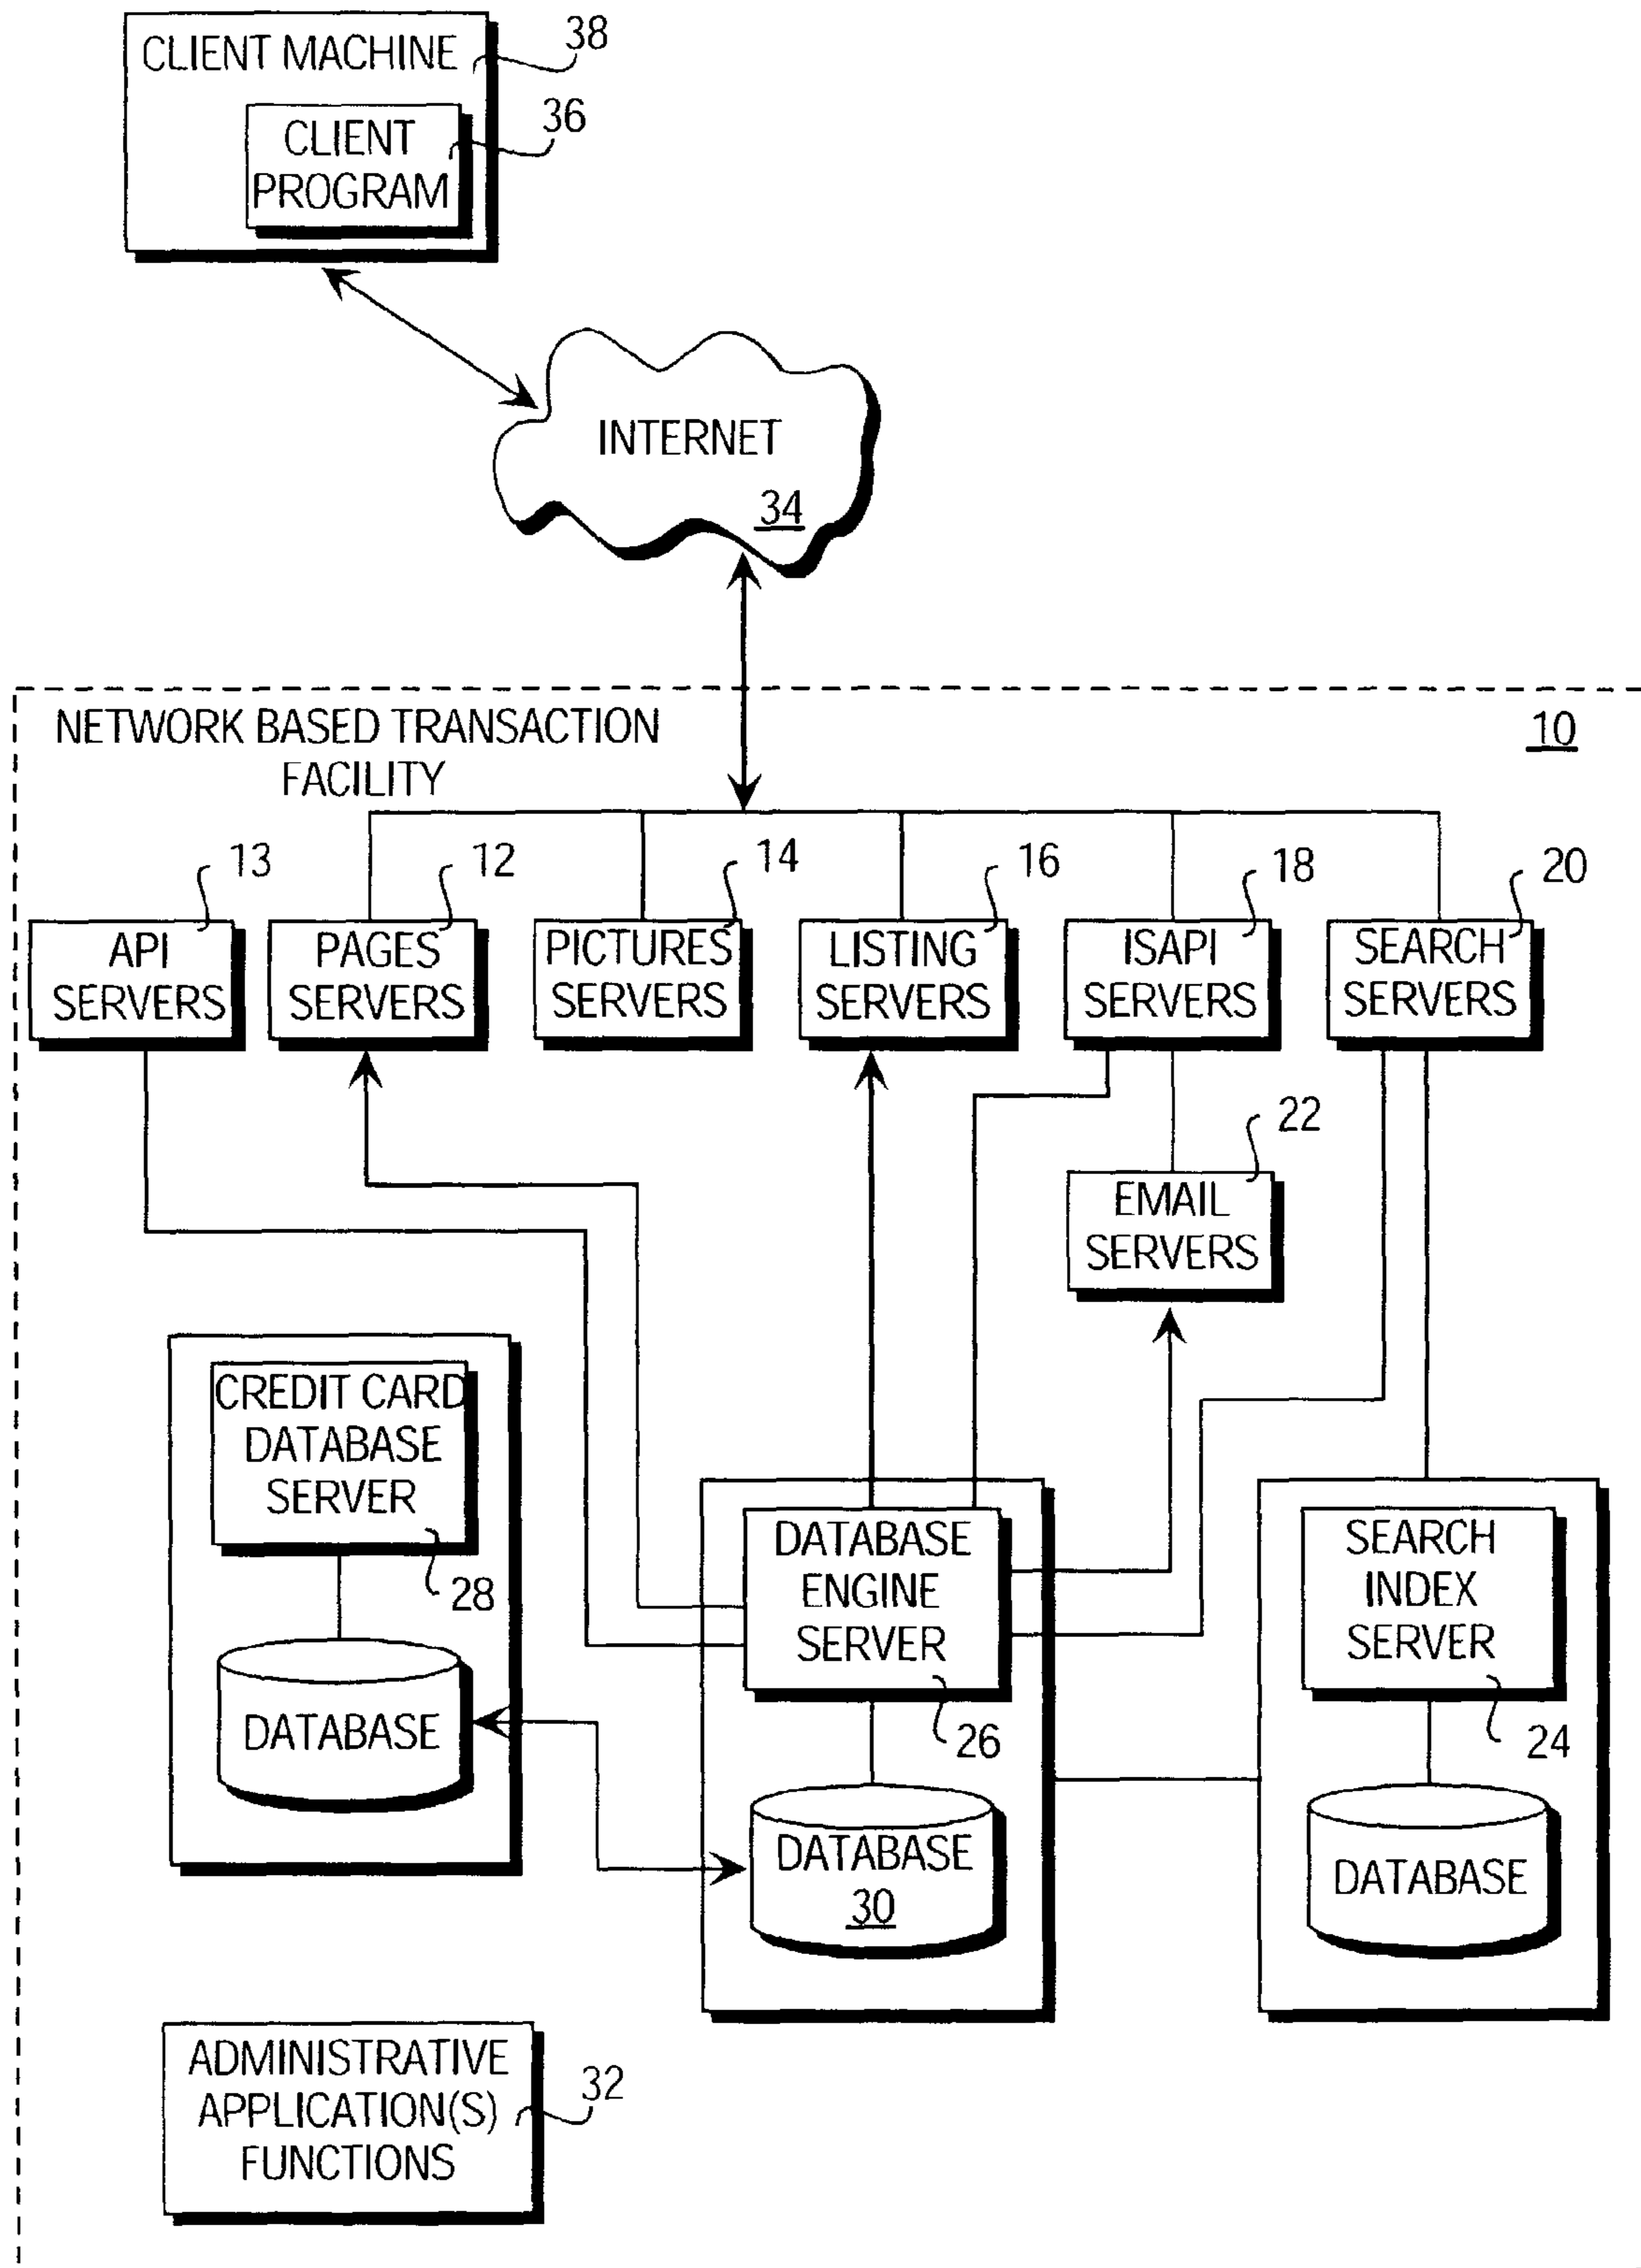 CLIENT MACHINE
38
CLIENT
PROGRAM
36
INTERNET
34
NETWORK BASED TRANSACTION
FACILITY
10
13
12
14
16
18
20
API
SERVERS
PAGES
SERVERS
PICTURES
SERVERS
LISTING
SERVERS
ISAPI
SERVERS
SEARCH
SERVERS
22
EMAIL
SERVERS
CREDIT CARD
DATABASE
SERVER
28
DATABASE
DATABASE
ENGINE
SERVER
26
DATABASE
30
SEARCH
INDEX
SERVER
24
DATABASE
ADMINISTRATIVE
APPLICATION(S)
FUNCTIONS
32